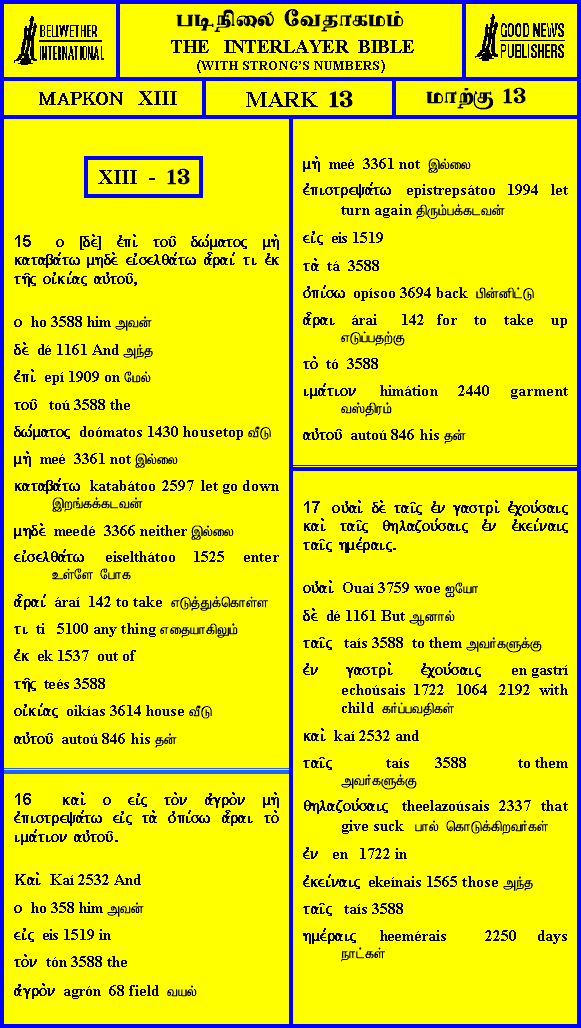 BELLWETHER
INTERNATIONAL
படிநிலை வேதாகமம்
THE INTERLAYER BIBLE
(WITH STRONG'S NUMBERS)
GOOD NEWS
PUBLISHERS
ΜΑΡΚΟΝ XIII
MARK 13
மாற்கு 13
XIII - 13
15 ο [δὲ] ἐπὶ τοῦ δώματος μὴ
καταβάτω μηδὲ εἰσελθάτω ἆραί τι ἐκ
τῆς οἰκίας αὐτοῦ,
ο ho 3588 him அவன்
δὲ dé 1161 And அந்த
ἐπὶ epí 1909 on மேல்
τοῦ toú 3588 the
δώματος doómatos 1430 housetop வீடு
μὴ meé 3361 not இல்லை
καταβάτω katabátoo 2597 let go down
இறங்கக்கடவன்
μηδὲ meedé 3366 neither இல்லை
εἰσελθάτω eiselthátoo 1525 enter
உள்ளே போக
ἆραί áraí 142 to take எடுத்துக்கொள்ள
τι ti 5100 any thing எதையாகிலும்
ἐκ ek 1537 out of
τῆς teés 3588
οἰκίας oikías 3614 house வீடு
αὐτοῦ autoú 846 his தன்
16 καὶ ο εἰς τὸν ἀγρὸν μὴ
ἐπιστρεψάτω εἰς τὰ ὀπίσω ἆραι τὸ
ιμάτιον αὐτοῦ.
Καὶ Kaí 2532 And
ο ho 358 him அவன்
εἰς eis 1519 in
τὸν tón 3588 the
ἀγρὸν agrón 68 field வயல்
μὴ meé 3361 not இல்லை
ἐπιστρεψάτω epistrepsátoo 1994 let
turn again திரும்பக்கடவன்
εἰς eis 1519
τὰ tá 3588
ὀπίσω opísoo 3694 back பின்னிட்டு
ἆραι árai 142 for to take up
எடுப்பதற்கு
τὸ tó 3588
ιμάτιον himátion 2440 garment
வஸ்திரம்
αὐτοῦ autoú 846 his தன்
17 οὐαὶ δὲ ταῖς ἐν γαστρὶ ἐχούσαις
καὶ ταῖς θηλαζούσαις ἐν ἐκείναις
ταῖς ημέραις.
οὐαὶ Ouaí 3759 woe ஐயோ
δὲ dé 1161 But ஆனால்
ταῖς taís 3588 to them அவர்களுக்கு
ἐν γαστρὶ ἐχούσαις en gastrí
echoúsais 1722 1064 2192 with
child கர்ப்பவதிகள்
καὶ kaí 2532 and
ταῖς taís 3588 to them
அவர்களுக்கு
θηλαζούσαις theelazoúsais 2337 that
give suck பால் கொடுக்கிறவர்கள்
ἐν en 1722 in
ἐκείναις ekeínais 1565 those அந்த
ταῖς taís 3588
ημέραις heemérais 2250 days
நாட்கள்